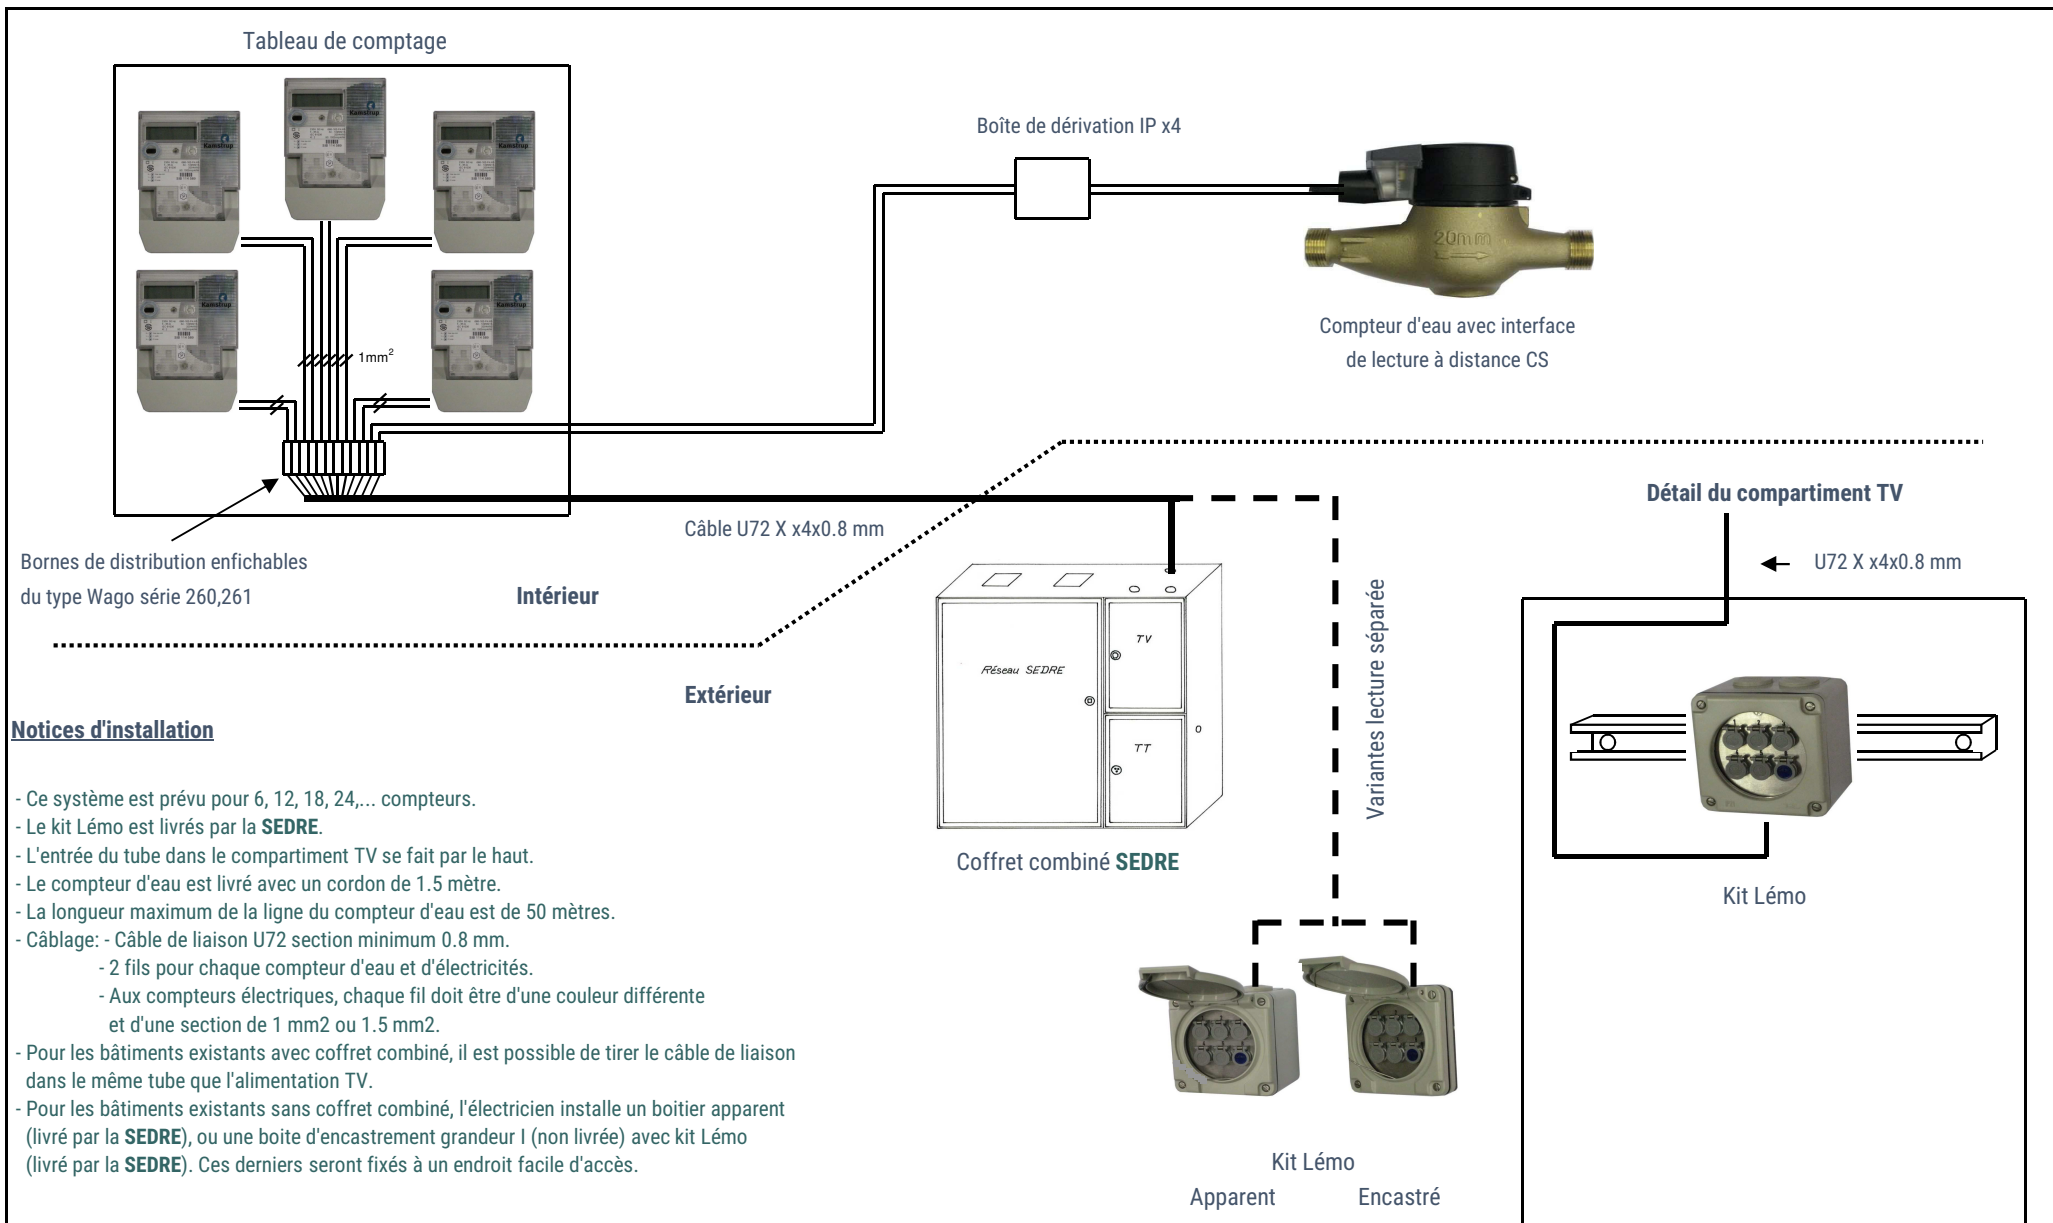 Tableau de comptage
Kamstrup
Kamstrup
Kamstrup
Kamstrup
Kamstrup
1mm2
Boîte de dérivation IP x4
20mm
Compteur d'eau avec interface
de lecture à distance CS
Bornes de distribution enfichables
du type Wago série 260,261
Câble U72 X x4x0.8 mm
Intérieur
Extérieur
Réseau SEDRE
TV
TT
Coffret combiné SEDRE
Variantes lecture séparée
Détail du compartiment TV
U72 X x4x0.8 mm
Kit Lémo
Notices d'installation
- Ce système est prévu pour 6, 12, 18, 24,... compteurs.
- Le kit Lémo est livrés par la SEDRE.
- L'entrée du tube dans le compartiment TV se fait par le haut.
- Le compteur d'eau est livré avec un cordon de 1.5 mètre.
- La longueur maximum de la ligne du compteur d'eau est de 50 mètres.
- Câblage: - Câble de liaison U72 section minimum 0.8 mm.
- 2 fils pour chaque compteur d'eau et d'électricités.
- Aux compteurs électriques, chaque fil doit être d'une couleur différente
et d'une section de 1 mm2 ou 1.5 mm2.
- Pour les bâtiments existants avec coffret combiné, il est possible de tirer le câble de liaison
dans le même tube que l'alimentation TV.
- Pour les bâtiments existants sans coffret combiné, l'électricien installe un boitier apparent
(livré par la SEDRE), ou une boite d'encastrement grandeur I (non livrée) avec kit Lémo
(livré par la SEDRE). Ces derniers seront fixés à un endroit facile d'accès.
Kit Lémo
Apparent Encastré